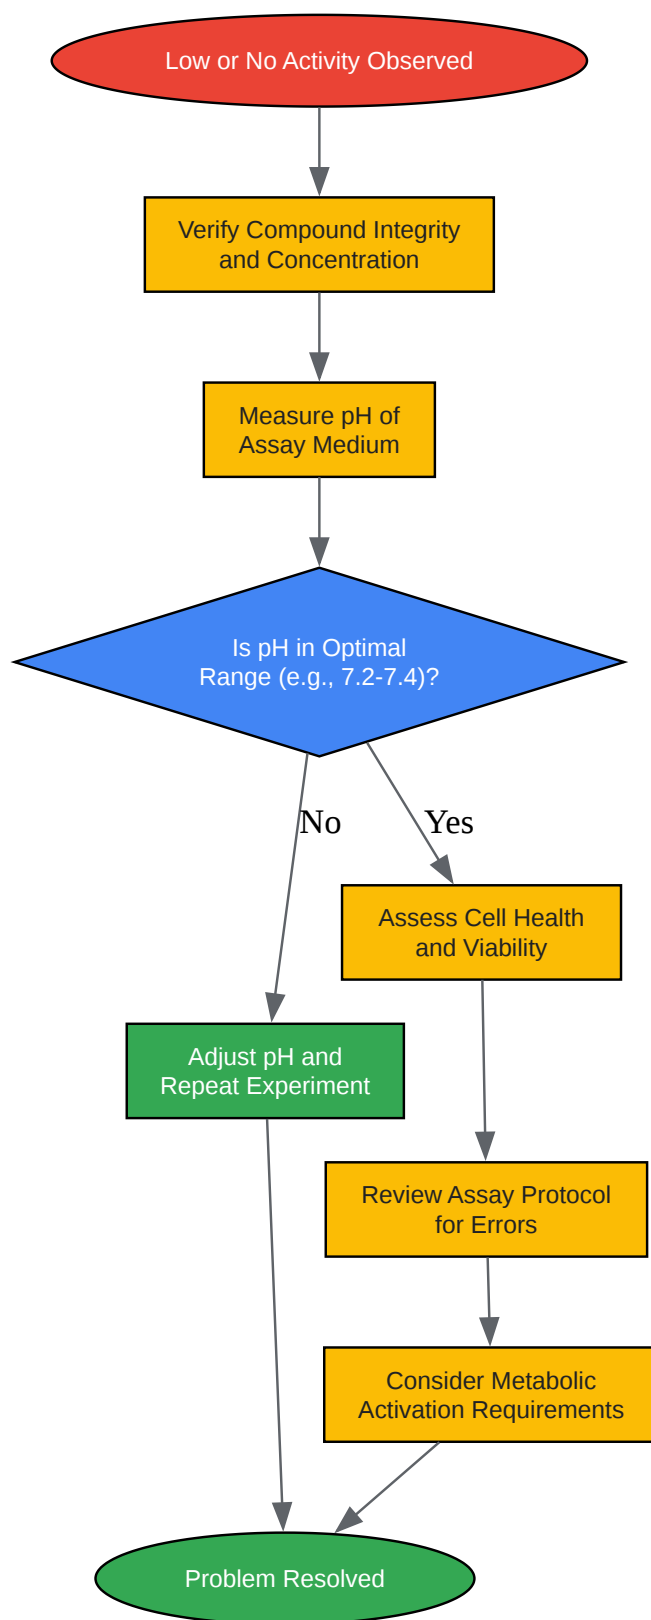 Low or No Activity Observed
Verify Compound Integrity
and Concentration
Measure pH of
Assay Medium
Is pH in Optimal
Range (e.g., 7.2-7.4)?
No
Yes
Assess Cell Health
and Viability
Adjust pH and
Repeat Experiment
Review Assay Protocol
for Errors
Consider Metabolic
Activation Requirements
Problem Resolved